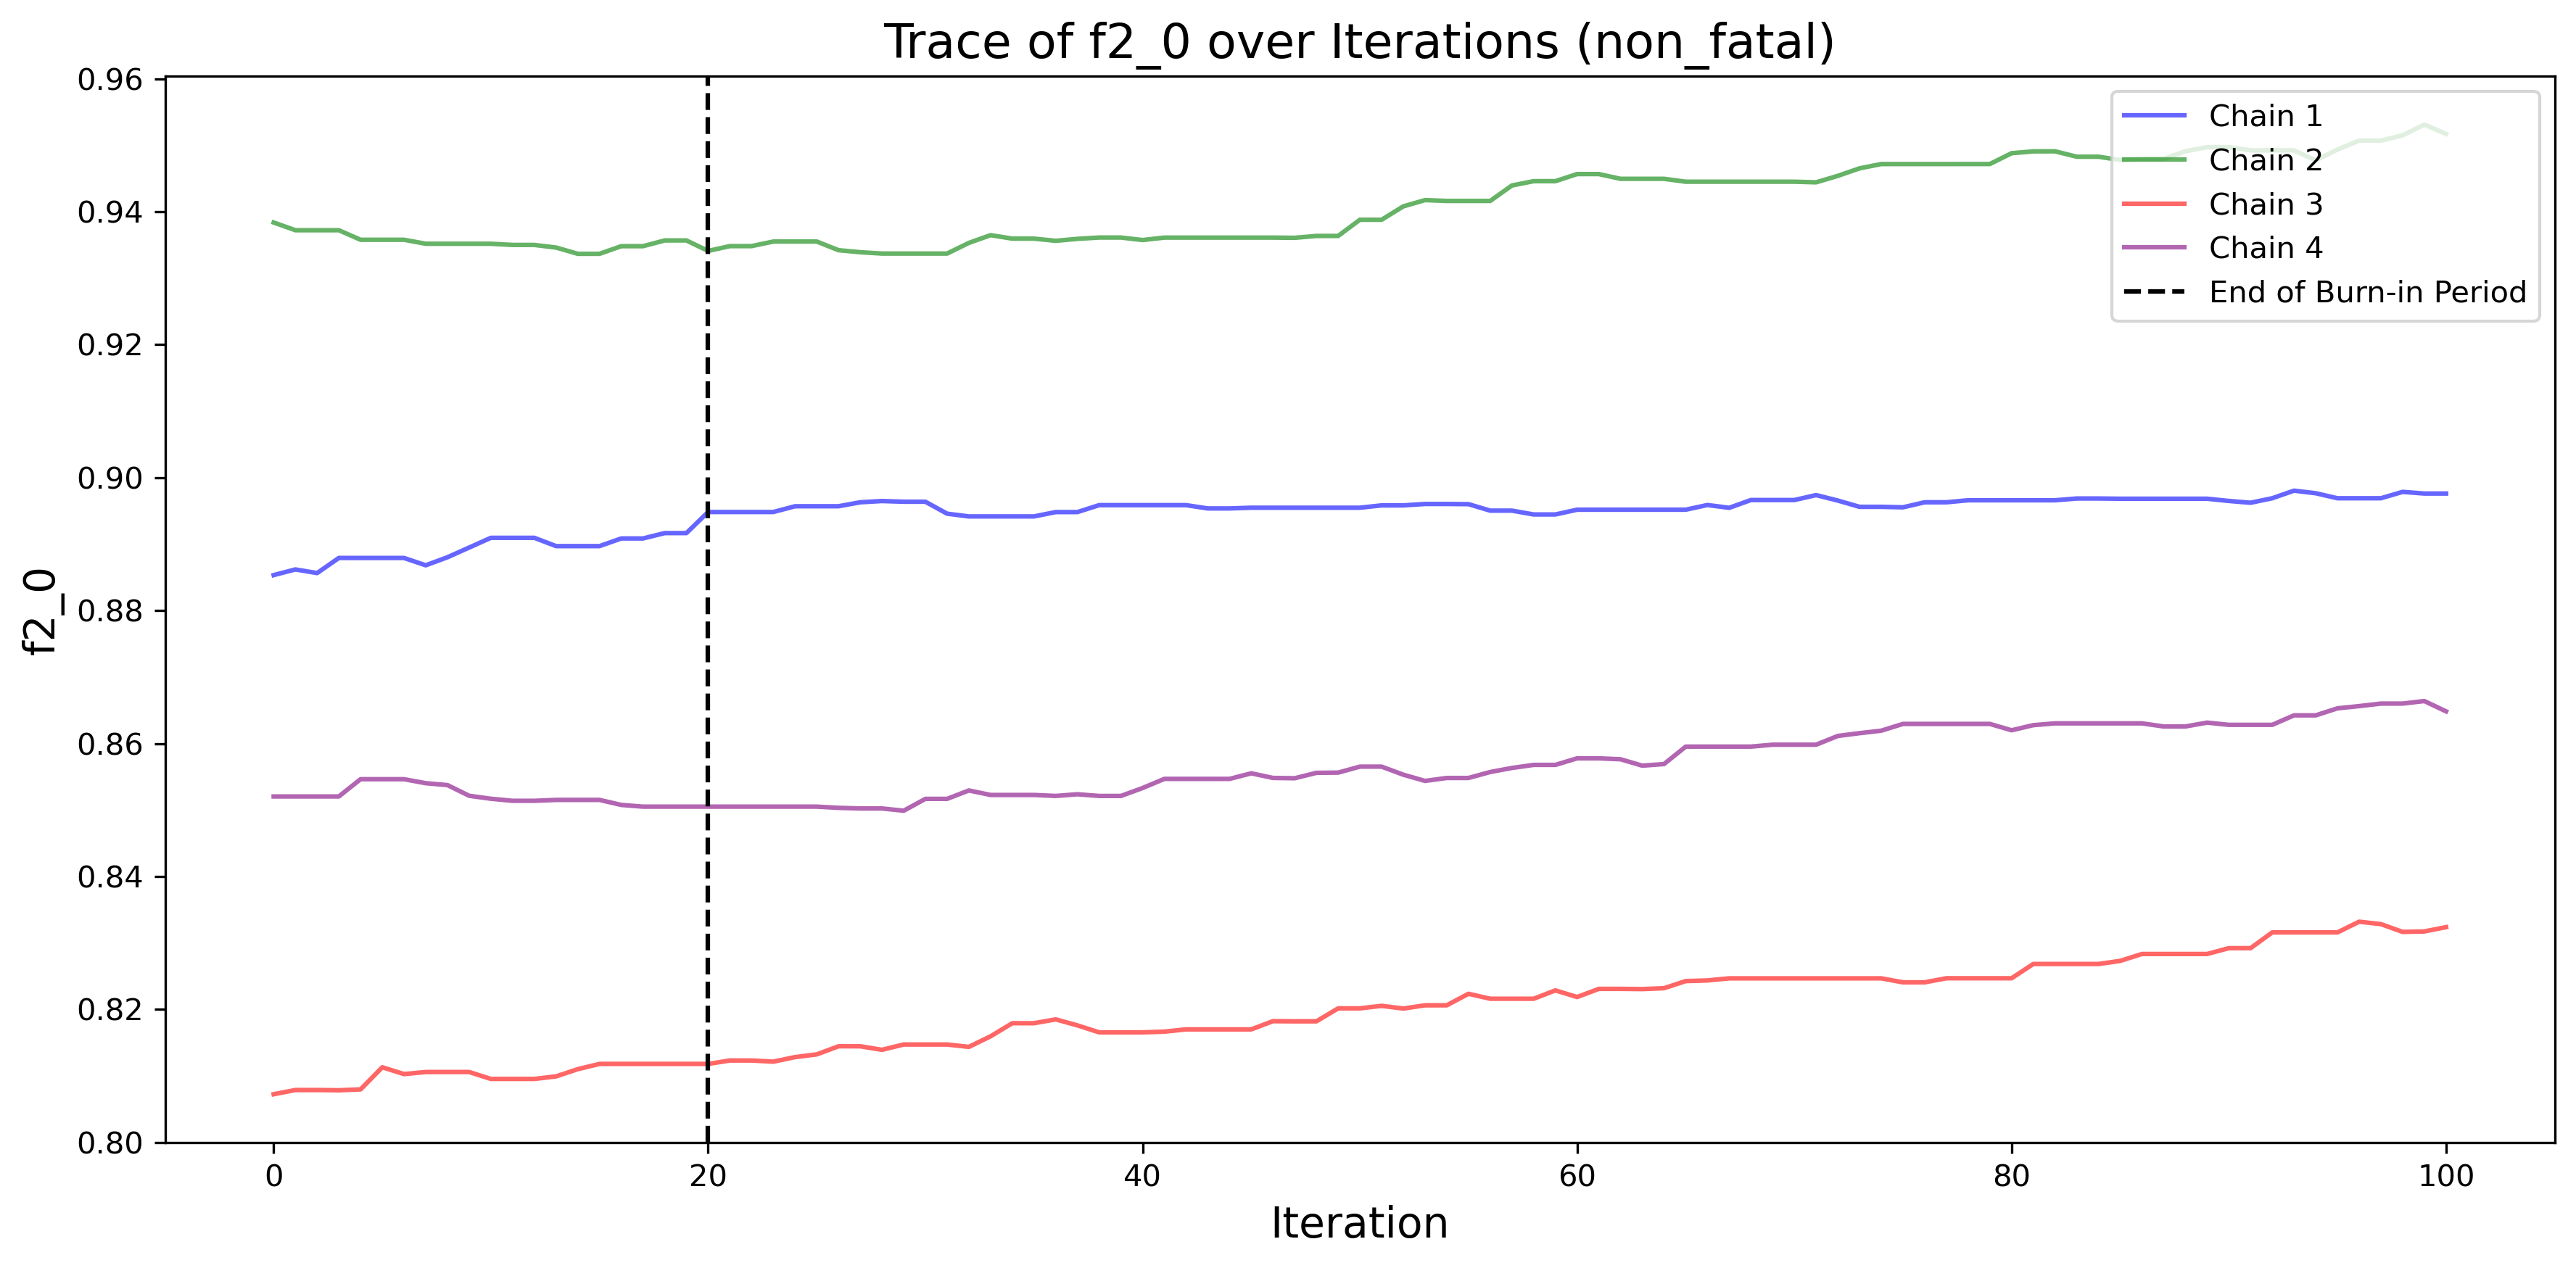 Trace of f2_0 over Iterations (non_fatal)
0.96
0.94
0.92
0.90
0.88
0.86
0.84
0.82
0.80
f2_0
Chain 1
Chain 2
Chain 3
Chain 4
End of Burn-in Period
0 20 40 60 80 100
Iteration